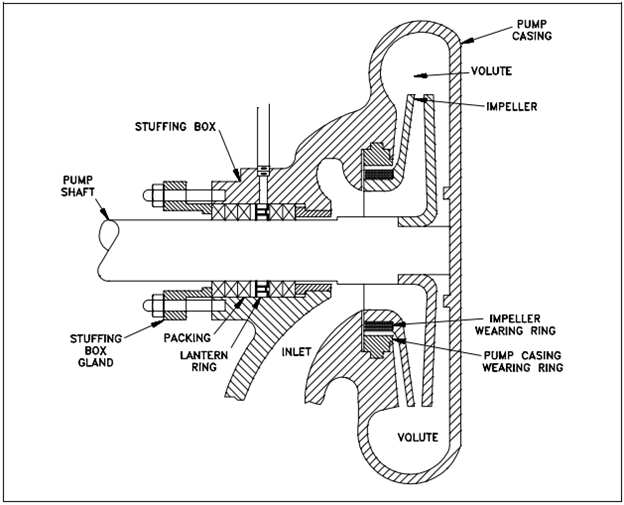 PUMP
CASING
VOLUTE
IMPELLER
STUFFING BOX
PUMP
SHAFT
STUFFING
BOX
GLAND
PACKING
LANTERN
RING
INLET
IMPELLER
WEARING RING
PUMP CASING
WEARING RING
VOLUTE